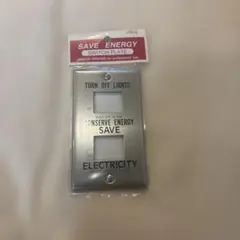 SAVE ENERGY
SWITCH PLATE
TURN OFF LIGHTS
CONSERVE ENERGY
SAVE
ELECTRICITY